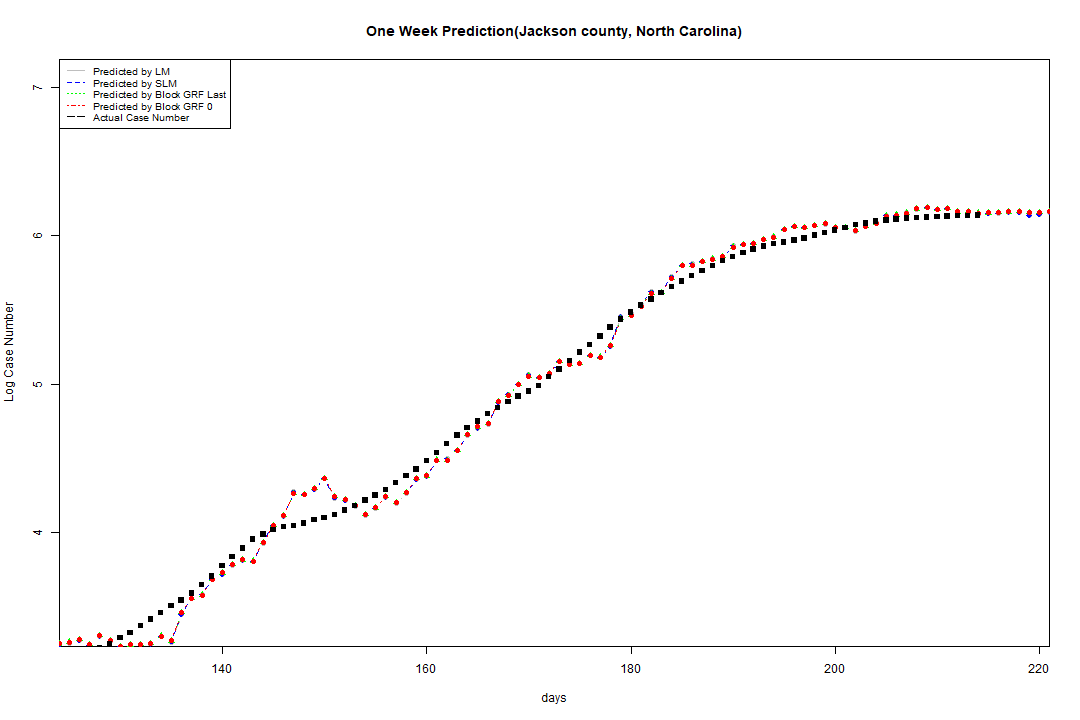 One Week Prediction(Jackson county, North Carolina)
Predicted by LM
Predicted by SLM
Predicted by Block GRF Last
Predicted by Block GRF 0
Actual Case Number
7
6
5
4
Log Case Number
140 160 180 200 220
days